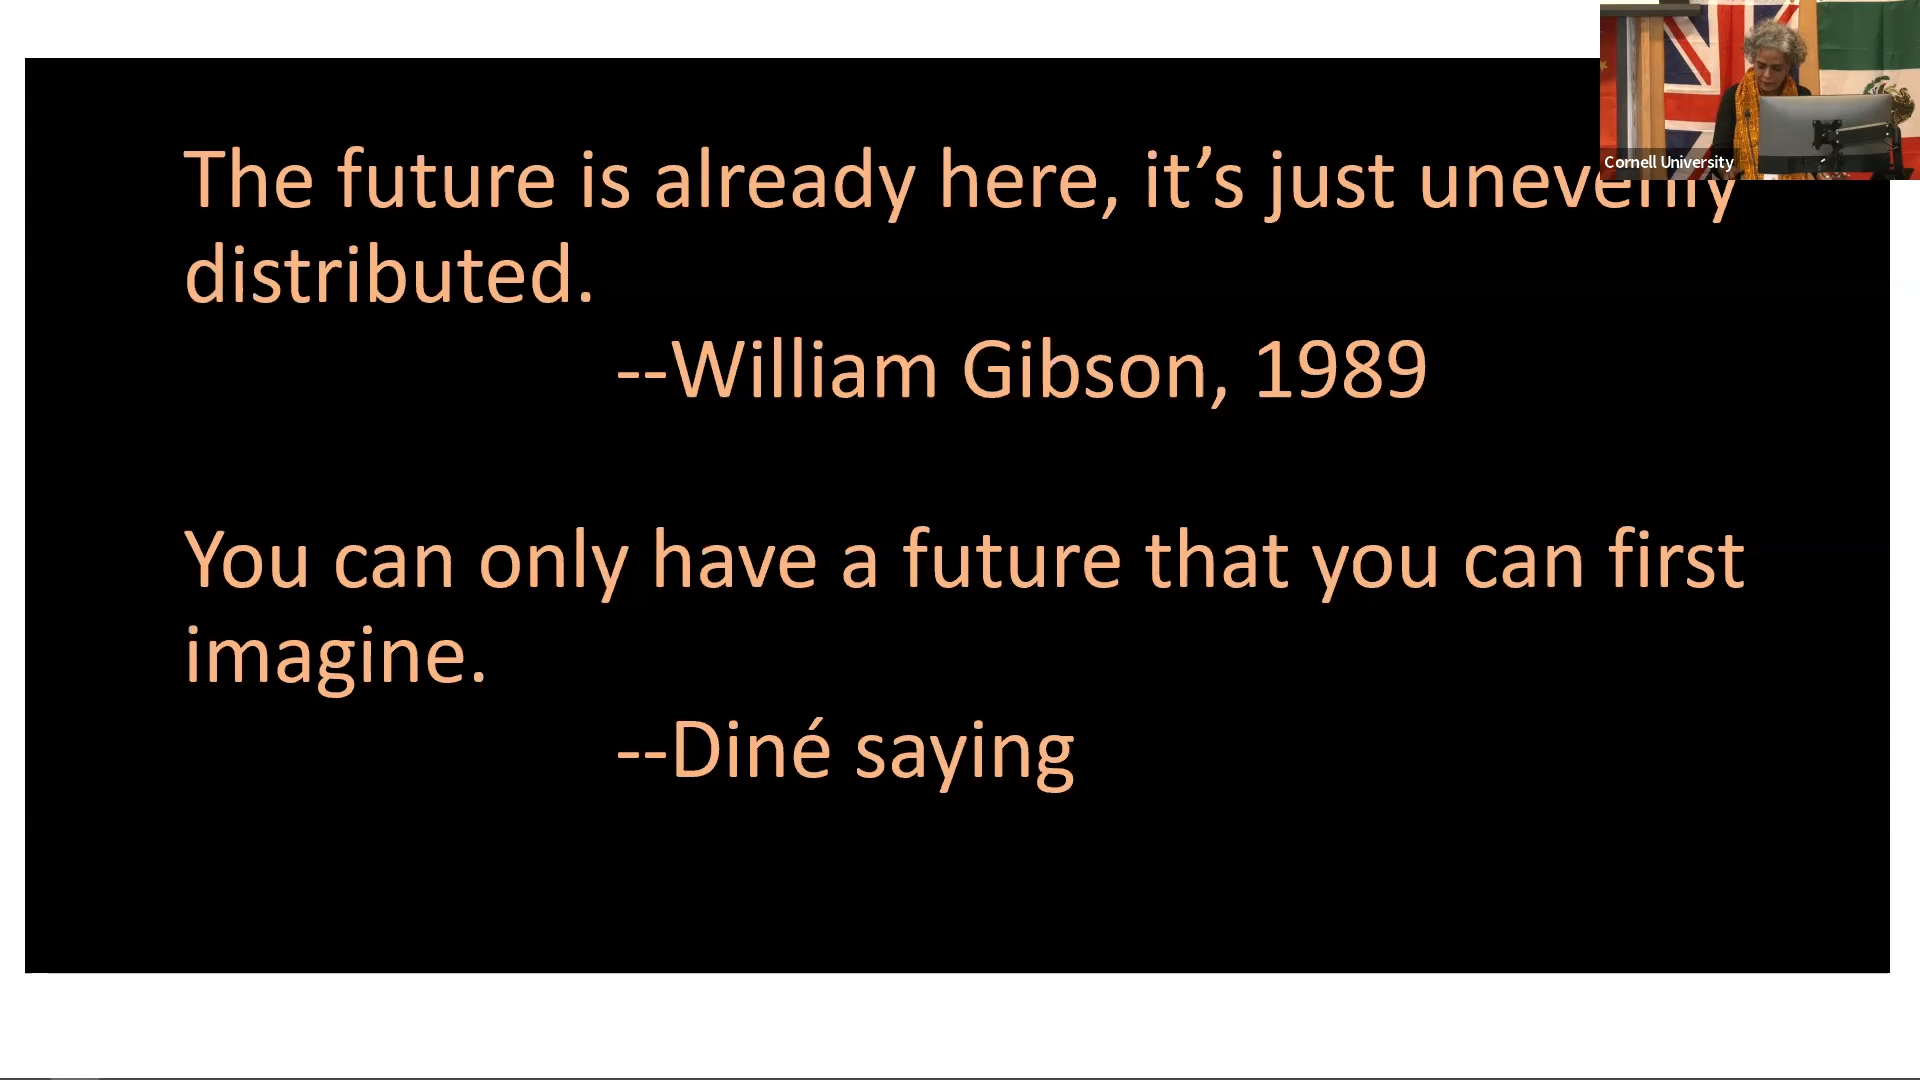 The future is already here, it’s just unevenly
distributed.
--William Gibson, 1989
You can only have a future that you can first
imagine.
--Diné saying
Cornell University